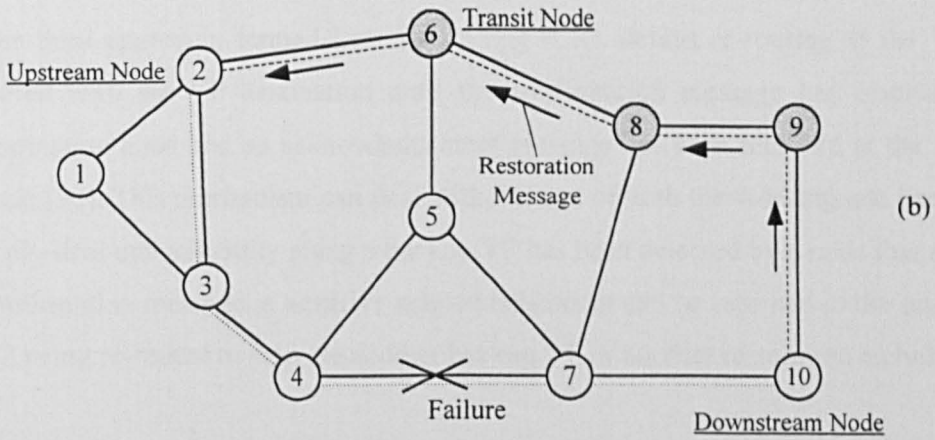 Transit Node
6
Upstream Node
2
8
9
1
Restoration
Message
5
(b)
3
4
7
10
Failure
Downstream Node